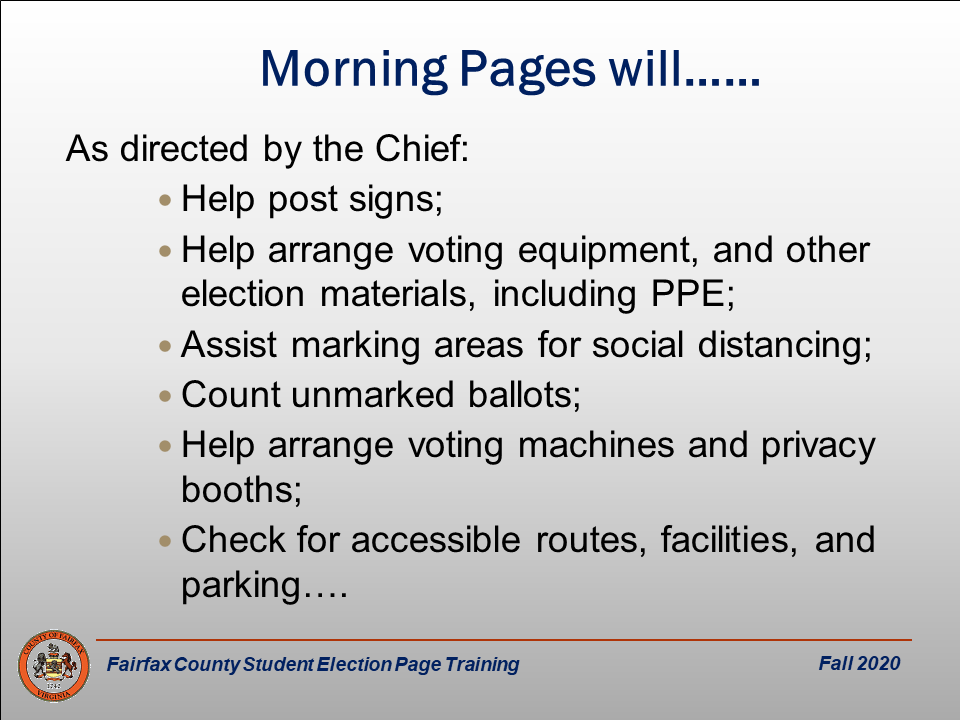 Morning Pages will……
As directed by the Chief:
• Help post signs;
• Help arrange voting equipment, and other
election materials, including PPE;
• Assist marking areas for social distancing;
• Count unmarked ballots;
• Help arrange voting machines and privacy
booths;
• Check for accessible routes, facilities, and
parking….
COUNTY OF FAIRFAX
1742
VIRGINIA
Fairfax County Student Election Page Training
Fall 2020